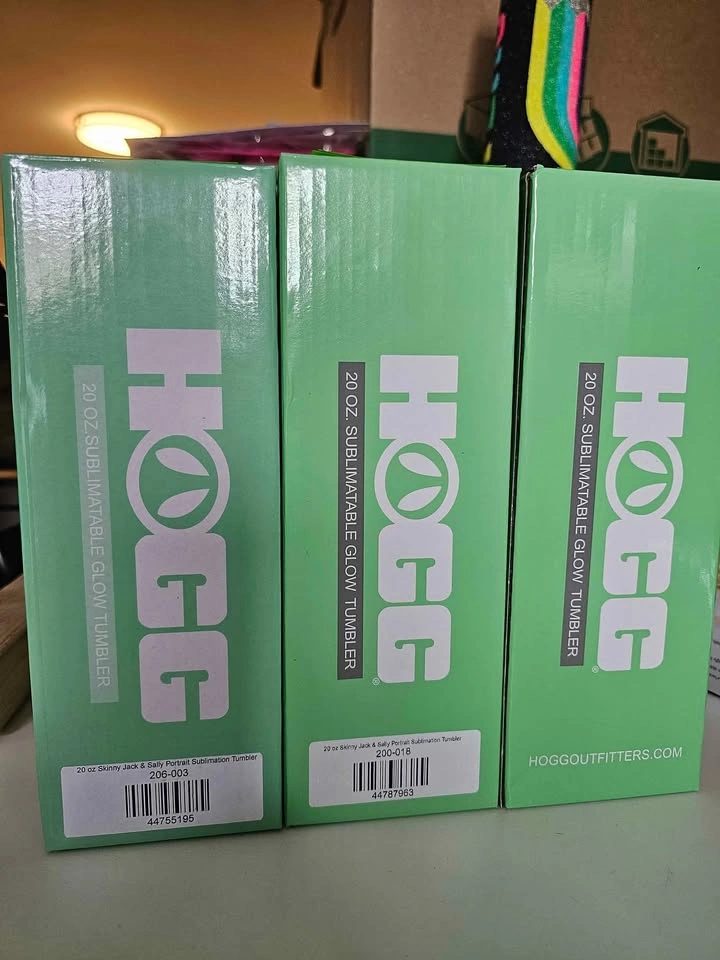 HOGG
20 OZ. SUBLIMATABLE GLOW TUMBLER
20 oz Skinny Jack & Sally Portrait Sublimation Tumbler
206-003
44755195
HOGG®
20 OZ. SUBLIMATABLE GLOW TUMBLER
20 oz Skinny Jack & Sally Portrait Sublimation Tumbler
200-018
44787963
HOGG®
20 OZ. SUBLIMATABLE GLOW TUMBLER
HOGGOUTFITTERS.COM